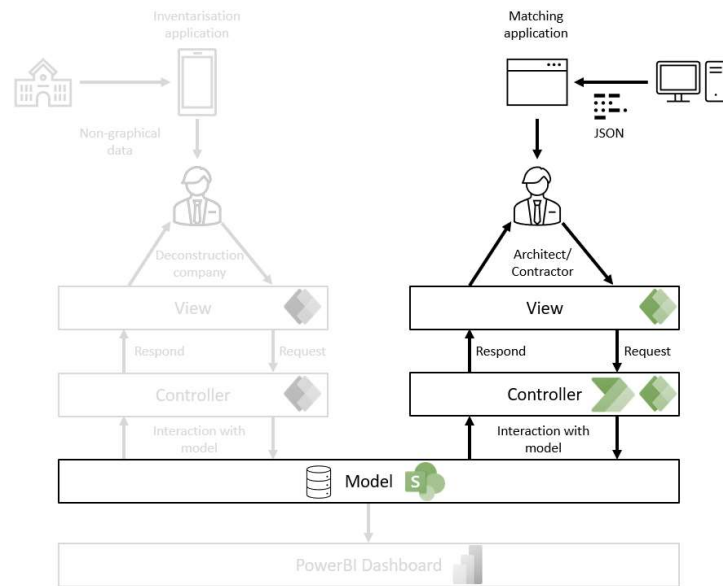 Inventarisation
application
Matching
application
Non-graphical
data
JSON
Deconstruction
company
Architect/
Contractor
View
View
Respond
Request
Respond
Request
Controller
Controller
Interaction with
model
Interaction with
model
Model
S
PowerBI Dashboard